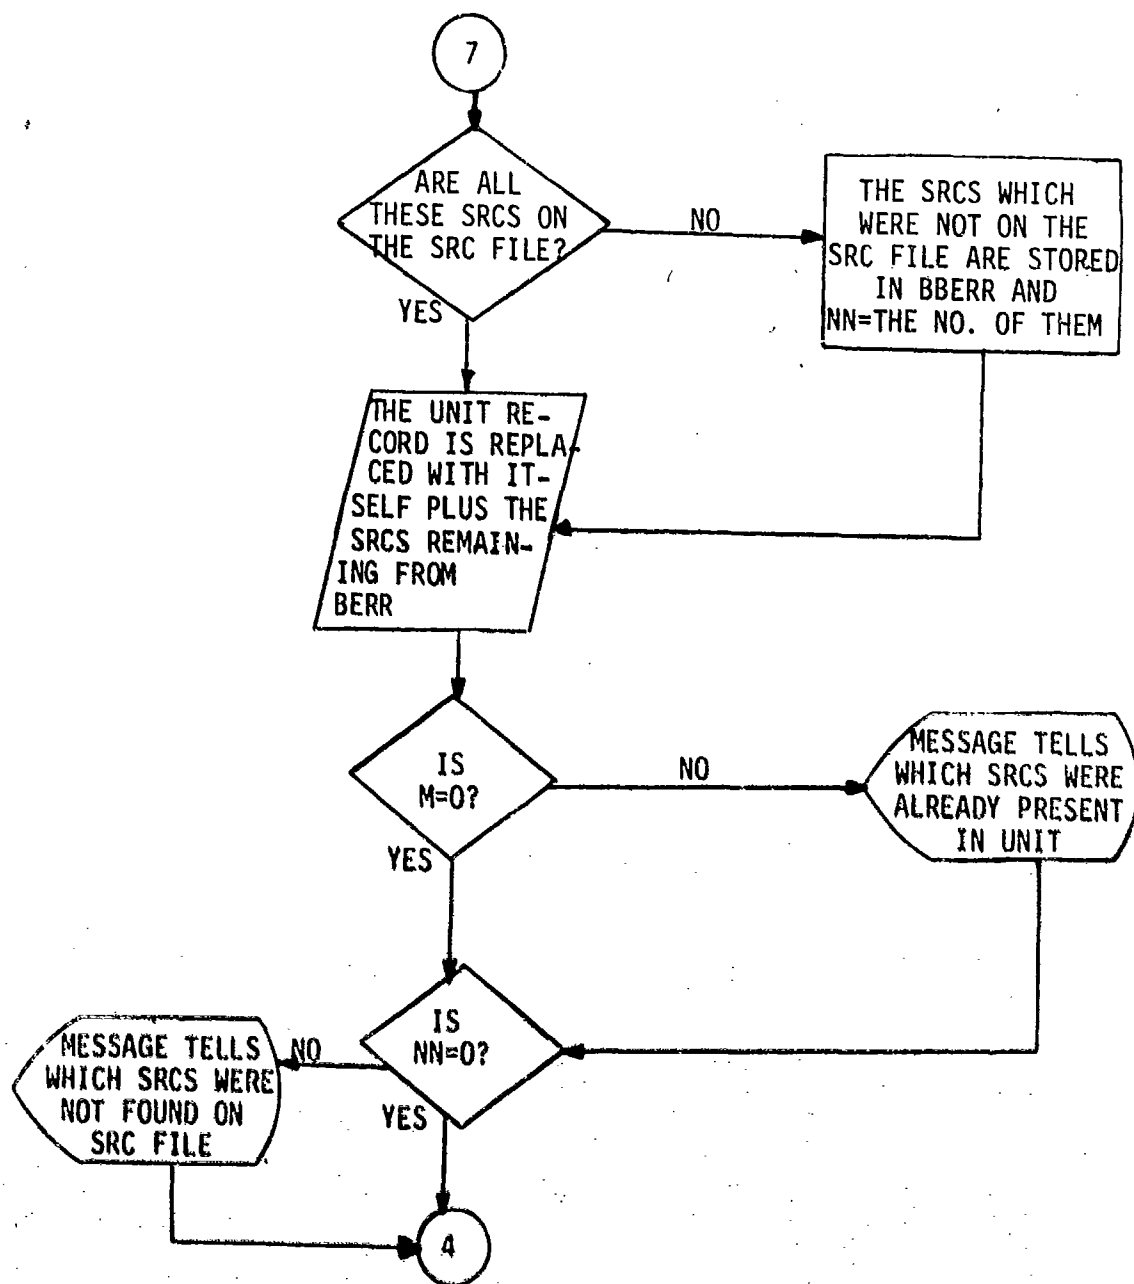 7
ARE ALL
THESE SRCS ON
THE SRC FILE?
NO
THE SRCS WHICH
WERE NOT ON THE
SRC FILE ARE STORED
IN BBERR AND
NN=THE NO. OF THEM
YES
THE UNIT RE-
CORD IS REPLA-
CED WITH IT-
SELF PLUS THE
SRCS REMAIN-
ING FROM
BERR
IS
M=0?
NO
MESSAGE TELLS
WHICH SRCS WERE
ALREADY PRESENT
IN UNIT
YES
IS
NN=0?
NO
MESSAGE TELLS
WHICH SRCS WERE
NOT FOUND ON
SRC FILE
YES
4